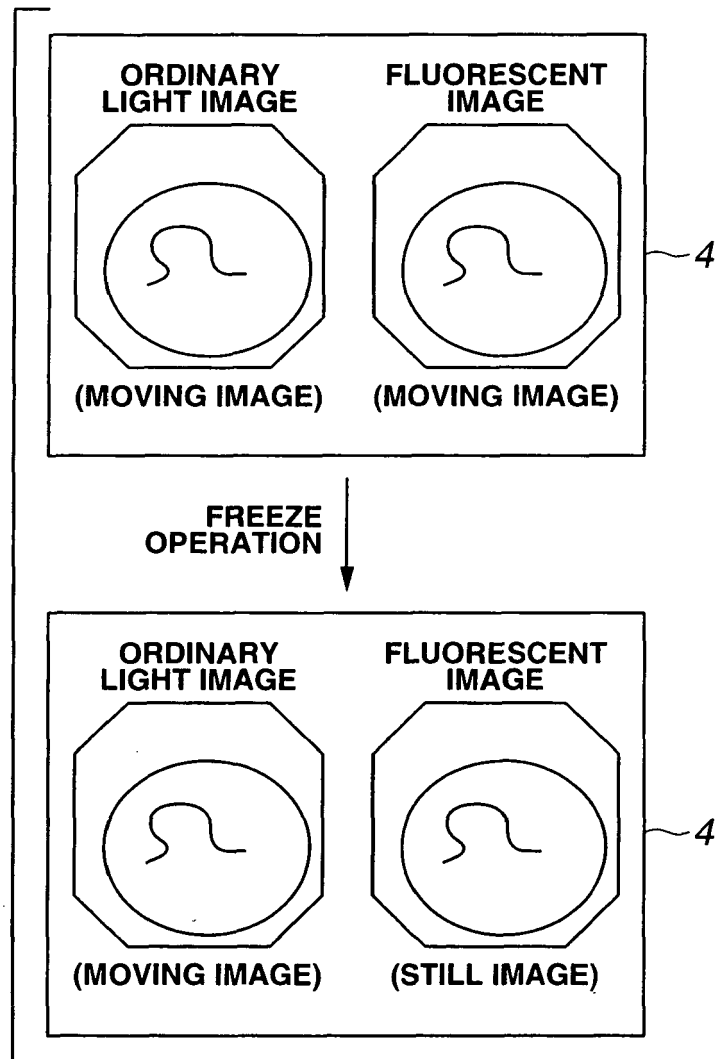 ORDINARY
LIGHT IMAGE
FLUORESCENT
IMAGE
4
(MOVING IMAGE)
(MOVING IMAGE)
FREEZE
OPERATION
ORDINARY
LIGHT IMAGE
FLUORESCENT
IMAGE
4
(MOVING IMAGE)
(STILL IMAGE)